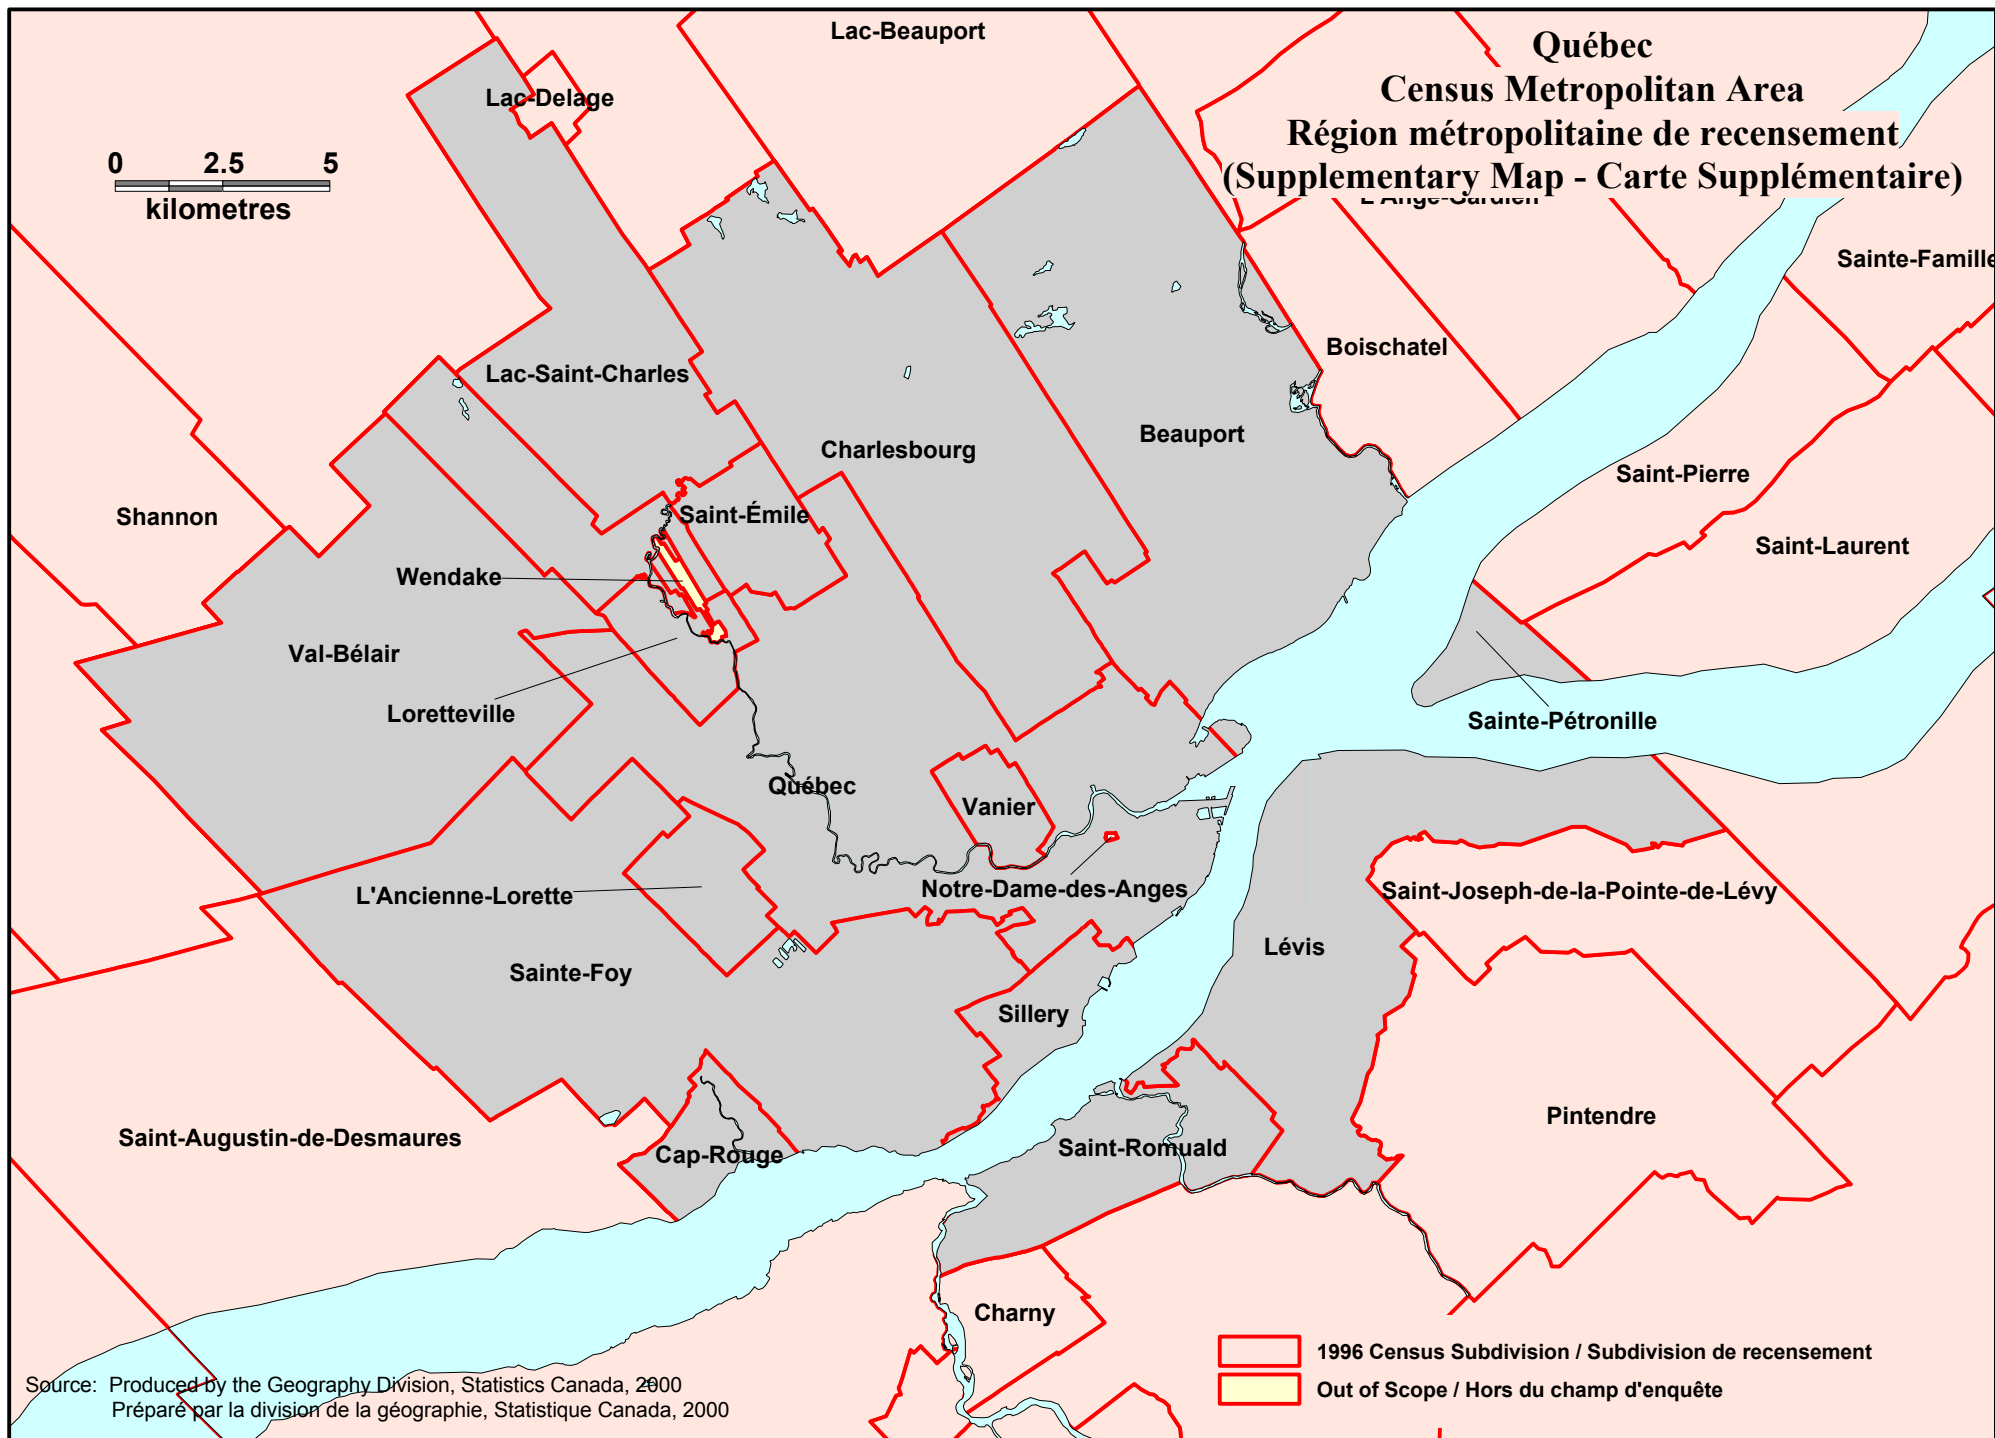 Québec
Census Metropolitan Area
Région métropolitaine de recensement
(Supplementary Map - Carte Supplémentaire)
0 2.5 5
kilometres
Lac-Beauport
Lac-Delage
L'Ange-Gardien
Sainte-Famille
Boischatel
Lac-Saint-Charles
Beauport
Charlesbourg
Saint-Pierre
Shannon
Saint-Émile
Saint-Laurent
Wendake
Val-Bélair
Loretteville
Sainte-Pétronille
Québec
Vanier
L'Ancienne-Lorette
Notre-Dame-des-Anges
Saint-Joseph-de-la-Pointe-de-Lévy
Lévis
Sainte-Foy
Sillery
Pintendre
Saint-Augustin-de-Desmaures
Cap-Rouge
Saint-Romuald
Charny
1996 Census Subdivision / Subdivision de recensement
Out of Scope / Hors du champ d'enquête
Source: Produced by the Geography Division, Statistics Canada, 2000
Préparé par la division de la géographie, Statistique Canada, 2000